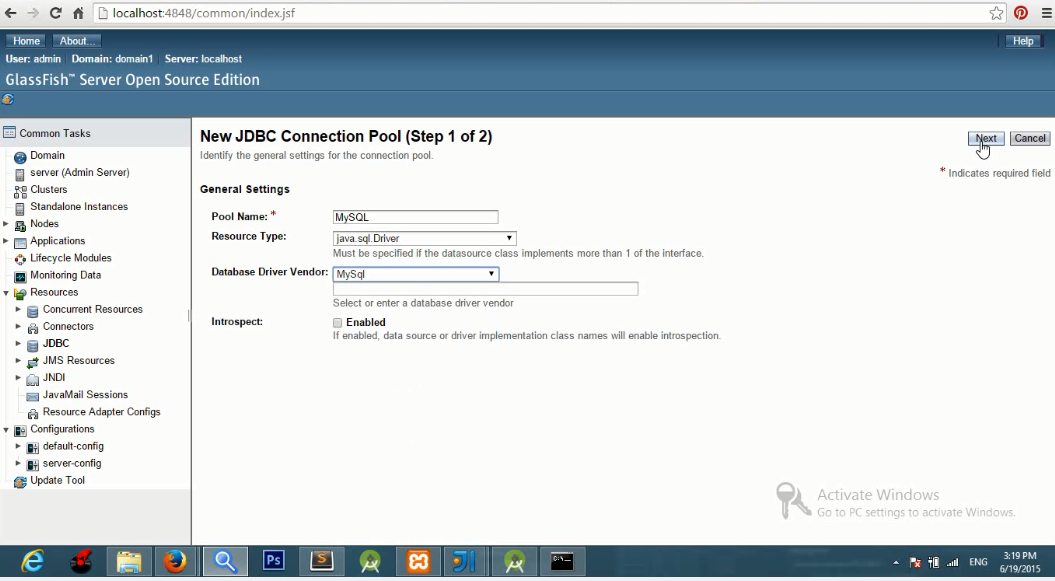 localhost:4848/common/index.jsf
Home About... Help
User: admin Domain: domain1 Server: localhost
GlassFish™ Server Open Source Edition
Common Tasks
Domain
server (Admin Server)
Clusters
Standalone Instances
Nodes
Applications
Lifecycle Modules
Monitoring Data
Resources
Concurrent Resources
Connectors
JDBC
JMS Resources
JNDI
JavaMail Sessions
Resource Adapter Configs
Configurations
default-config
server-config
Update Tool
New JDBC Connection Pool (Step 1 of 2)
Next Cancel
Identify the general settings for the connection pool.
* Indicates required field
General Settings
Pool Name: * MySQL
Resource Type: java.sql.Driver
Must be specified if the datasource class implements more than 1 of the interface.
Database Driver Vendor: MySql
Select or enter a database driver vendor
Introspect: Enabled
If enabled, data source or driver implementation class names will enable introspection.
Activate Windows
Go to PC settings to activate Windows.
Ps
S
ENG
3:19 PM
6/19/2015